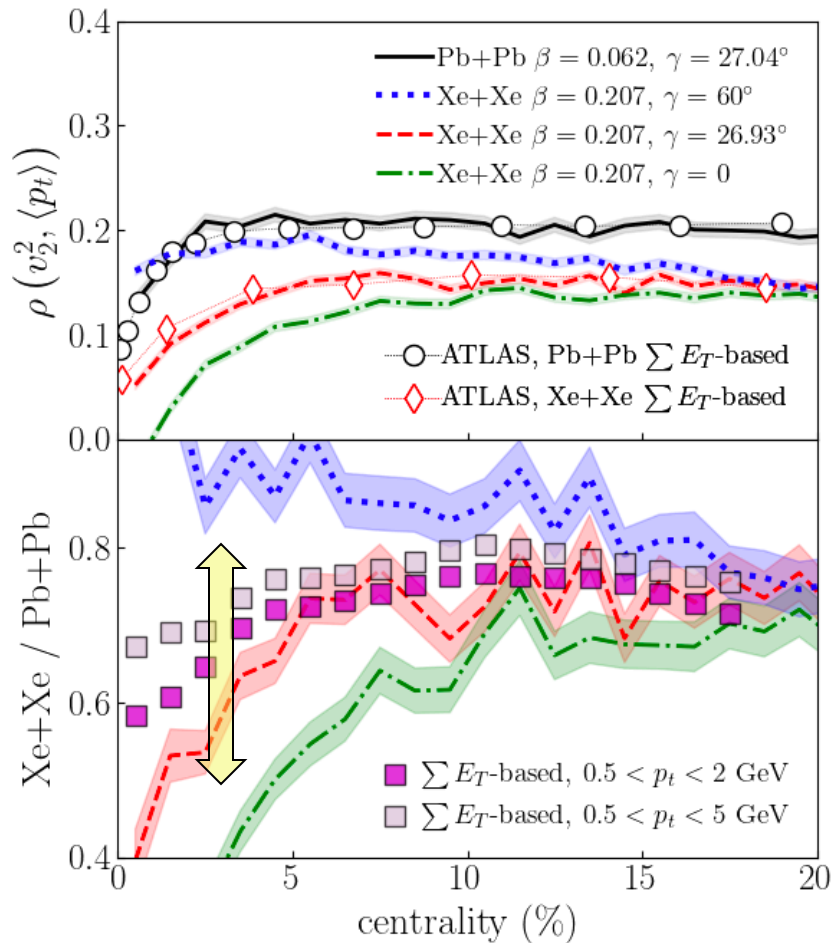 0.4
0.3
0.2
0.1
0.0
ρ (v₂², ⟨pₜ⟩)
Pb+Pb β = 0.062, γ = 27.04°
Xe+Xe β = 0.207, γ = 60°
Xe+Xe β = 0.207, γ = 26.93°
Xe+Xe β = 0.207, γ = 0
ATLAS, Pb+Pb ∑ E_T-based
ATLAS, Xe+Xe ∑ E_T-based
0.8
0.6
0.4
Xe+Xe / Pb+Pb
∑ E_T-based, 0.5 < pₜ < 2 GeV
∑ E_T-based, 0.5 < pₜ < 5 GeV
0 5 10 15 20
centrality (%)